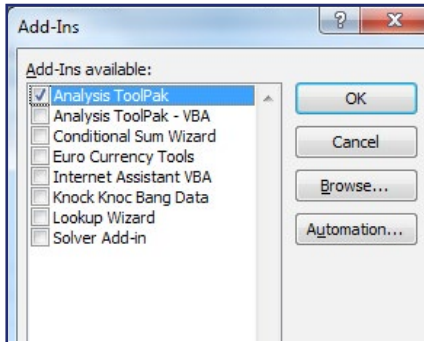 Add-Ins
Add-Ins available:
Analysis ToolPak
Analysis ToolPak - VBA
Conditional Sum Wizard
Euro Currency Tools
Internet Assistant VBA
Knock Knoc Bang Data
Lookup Wizard
Solver Add-in
OK
Cancel
Browse...
Automation...